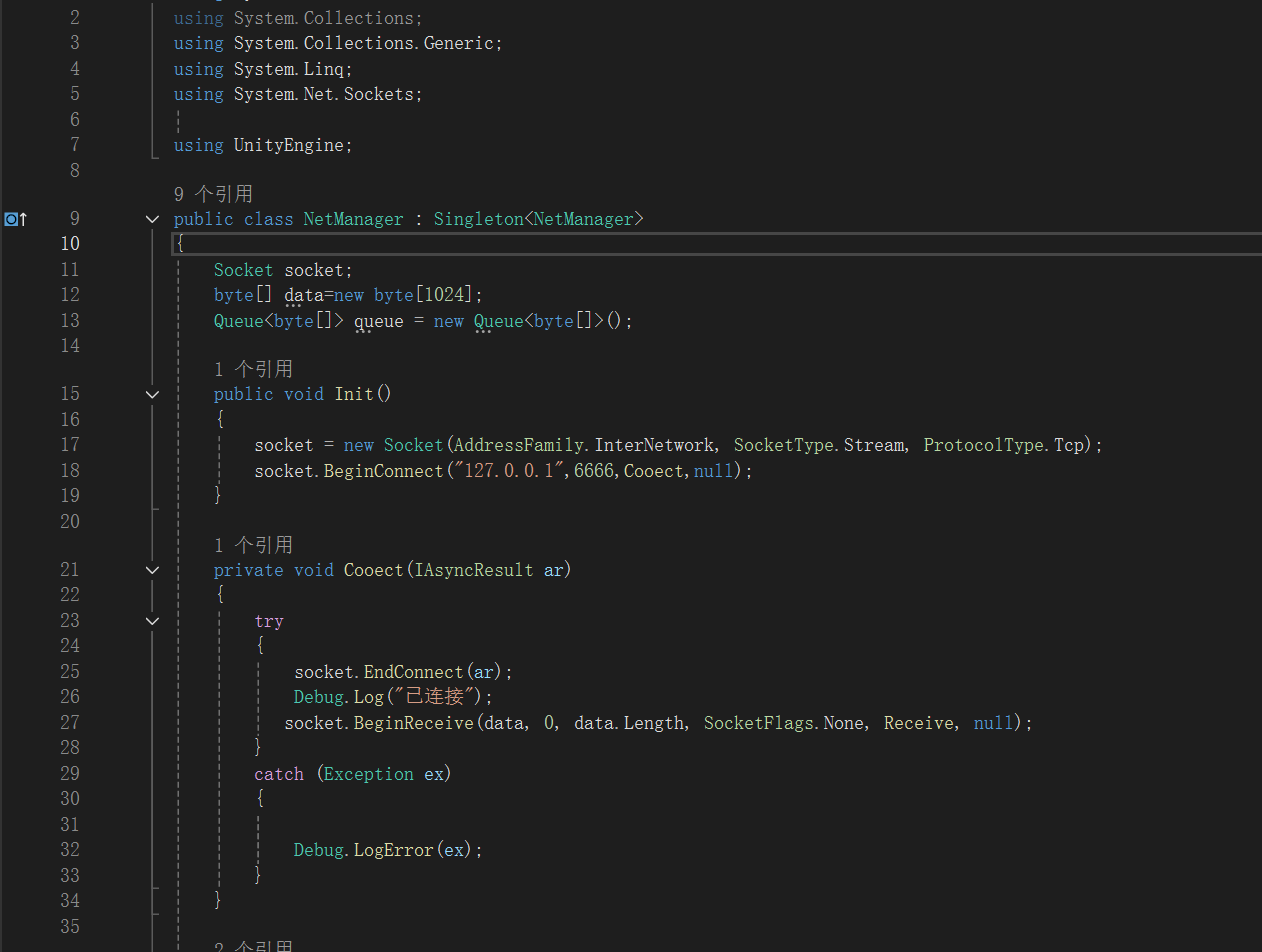 2 using System.Collections;
3 using System.Collections.Generic;
4 using System.Linq;
5 using System.Net.Sockets;
6
7 using UnityEngine;
8
9 个引用
9 public class NetManager : Singleton<NetManager>
10 {
11 Socket socket;
12 byte[] data=new byte[1024];
13 Queue<byte[]> queue = new Queue<byte[]>();
14
1 个引用
15 public void Init()
16 {
17 socket = new Socket(AddressFamily.InterNetwork, SocketType.Stream, ProtocolType.Tcp);
18 socket.BeginConnect("127.0.0.1",6666,Cooect,null);
19 }
20
1 个引用
21 private void Cooect(IAsyncResult ar)
22 {
23 try
24 {
25 socket.EndConnect(ar);
26 Debug.Log("已连接");
27 socket.BeginReceive(data, 0, data.Length, SocketFlags.None, Receive, null);
28 }
29 catch (Exception ex)
30 {
31
32 Debug.LogError(ex);
33 }
34 }
35
2 个引用